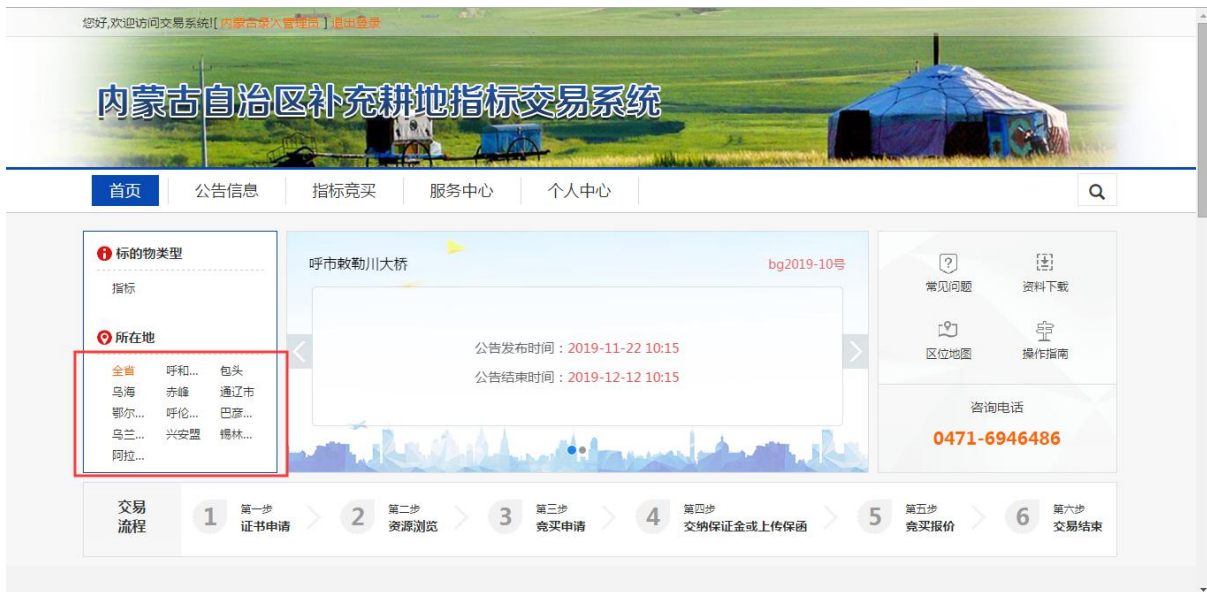 您好,欢迎访问交易系统![ 内蒙古录入管理员 ] 退出登录
内蒙古自治区补充耕地指标交易系统
首页 公告信息 指标竞买 服务中心 个人中心
标的物类型
指标
所在地
全省 呼和... 包头
乌海 赤峰 通辽市
鄂尔... 呼伦... 巴彦...
乌兰... 兴安盟 锡林...
阿拉...
呼市敕勒川大桥 bg2019-10号
公告发布时间：2019-11-22 10:15
公告结束时间：2019-12-12 10:15
常见问题 资料下载
区位地图 操作指南
咨询电话
0471-6946486
交易
流程
1 第一步
证书申请
2 第二步
资源浏览
3 第三步
竞买申请
4 第四步
交纳保证金或上传保函
5 第五步
竞买报价
6 第六步
交易结束